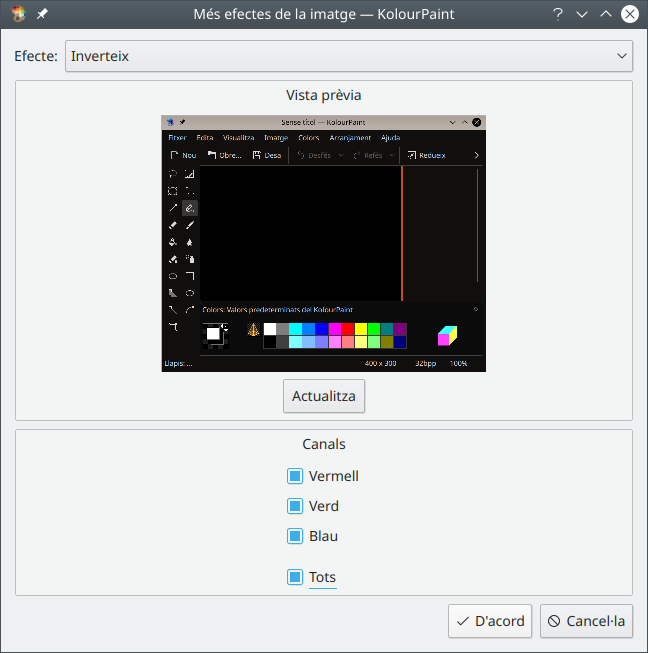 Més efectes de la imatge — KolourPaint
Efecte: Inverteix
Vista prèvia
Sense títol — KolourPaint
Fitxer Edita Visualitza Imatge Colors Arranjament Ajuda
Nou Obre... Desa Desfés Refés Redueix
Colors: Valors predeterminats del KolourPaint
Llapis: ... 400 x 300 32bpp 100%
Actualitza
Canals
Vermell
Verd
Blau
Tots
D'acord Cancel·la